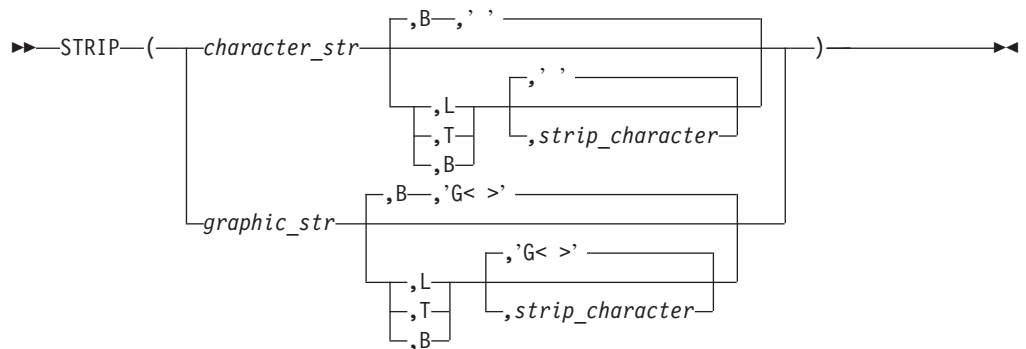 ,B ,' '
STRIP ( character_str )
,' '
,L
,T ,strip_character
,B
,B ,'G< >'
graphic_str
,'G< >'
,L
,T ,strip_character
,B